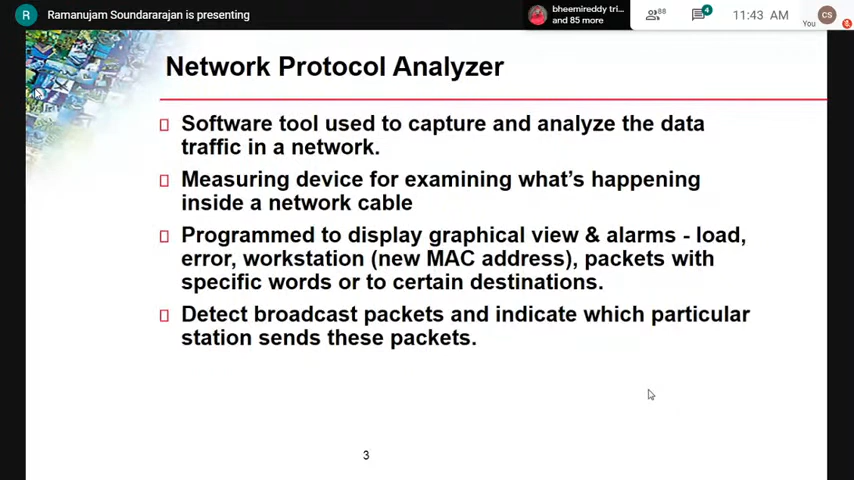 R Ramanujam Soundararajan is presenting
bheemireddy tri...
and 85 more
88
4
11:43 AM
You
CS
Network Protocol Analyzer
Software tool used to capture and analyze the data
traffic in a network.
Measuring device for examining what's happening
inside a network cable
Programmed to display graphical view & alarms - load,
error, workstation (new MAC address), packets with
specific words or to certain destinations.
Detect broadcast packets and indicate which particular
station sends these packets.
3